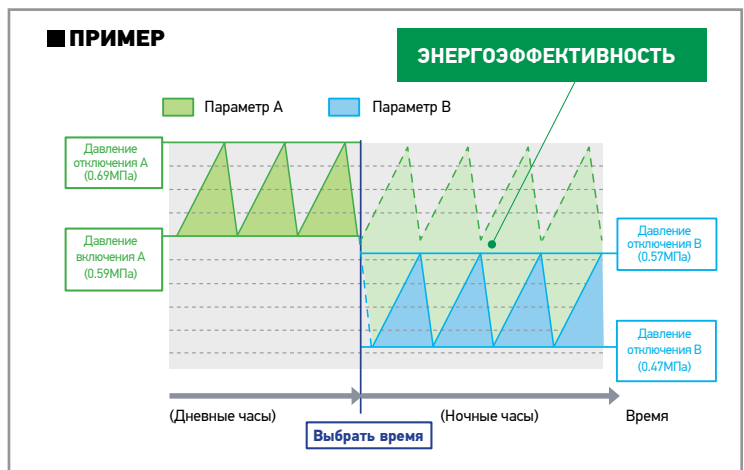 ПРИМЕР
ЭНЕРГОЭФФЕКТИВНОСТЬ
Параметр А
Параметр В
Давление
отключения А
(0.69МПа)
Давление
включения А
(0.59МПа)
Давление
отключения В
(0.57МПа)
Давление
отключения В
(0.47МПа)
(Дневные часы)
(Ночные часы)
Время
Выбрать время